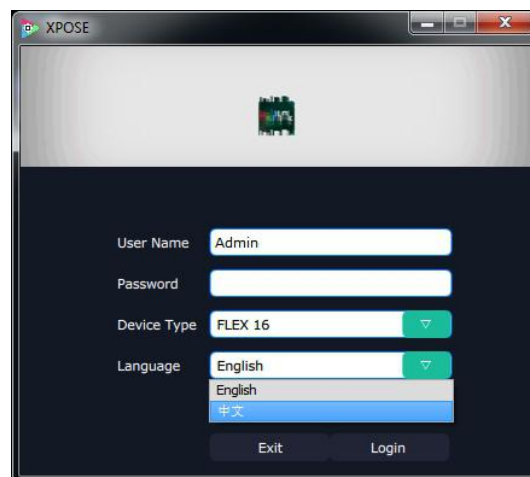 XPOSE
User Name Admin
Password
Device Type FLEX 16
Language English
English
中文
Exit Login